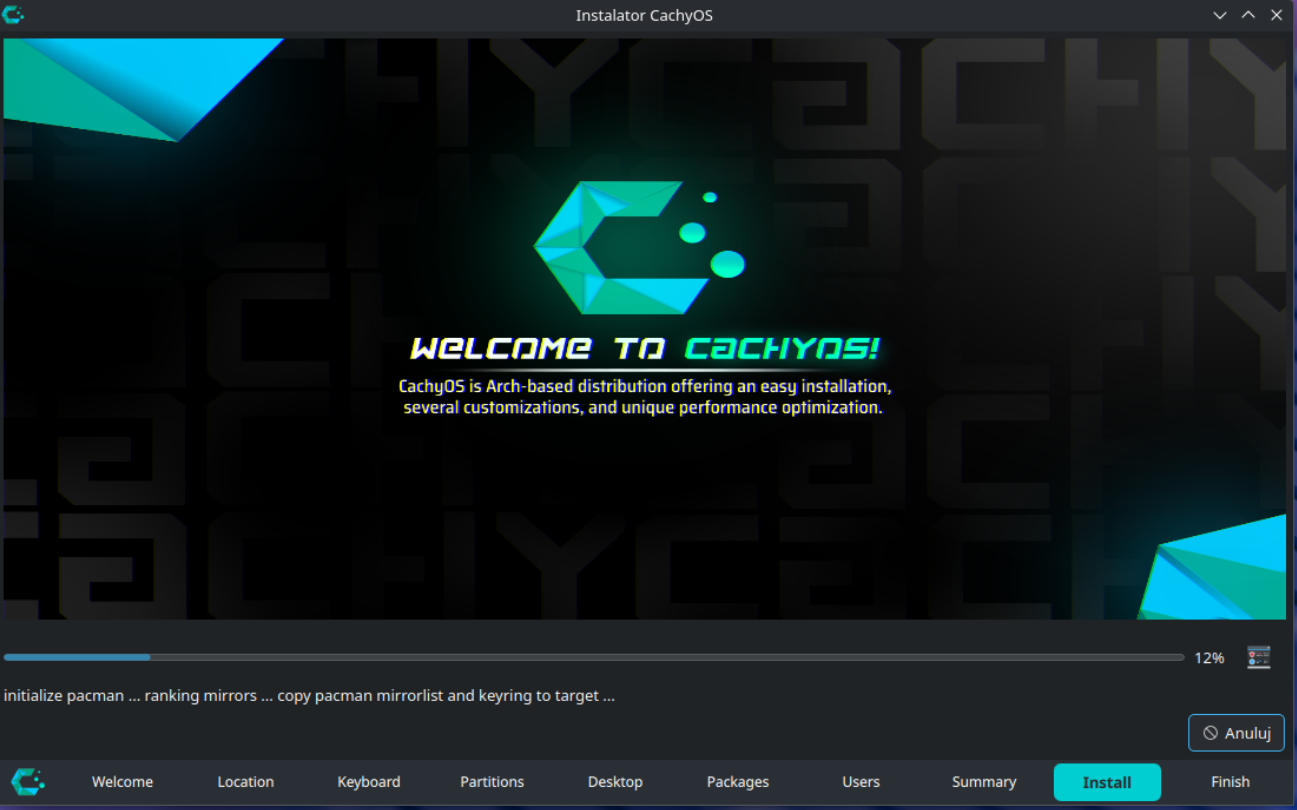 Instalator CachyOS
WELCOME TO CACHYOS!
CachyOS is Arch-based distribution offering an easy installation,
several customizations, and unique performance optimization.
12%
initialize pacman ... ranking mirrors ... copy pacman mirrorlist and keyring to target ...
Anuluj
Welcome Location Keyboard Partitions Desktop Packages Users Summary Install Finish